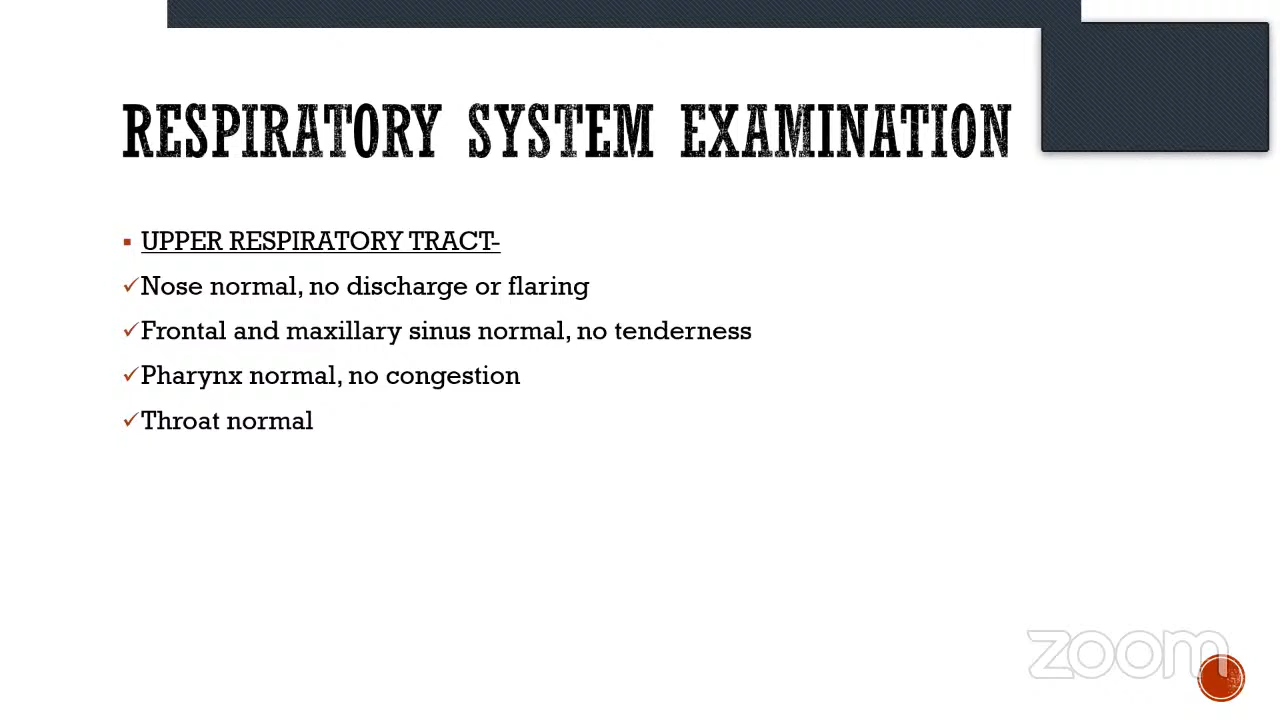 RESPIRATORY SYSTEM EXAMINATION
UPPER RESPIRATORY TRACT-
Nose normal, no discharge or flaring
Frontal and maxillary sinus normal, no tenderness
Pharynx normal, no congestion
Throat normal
zoom